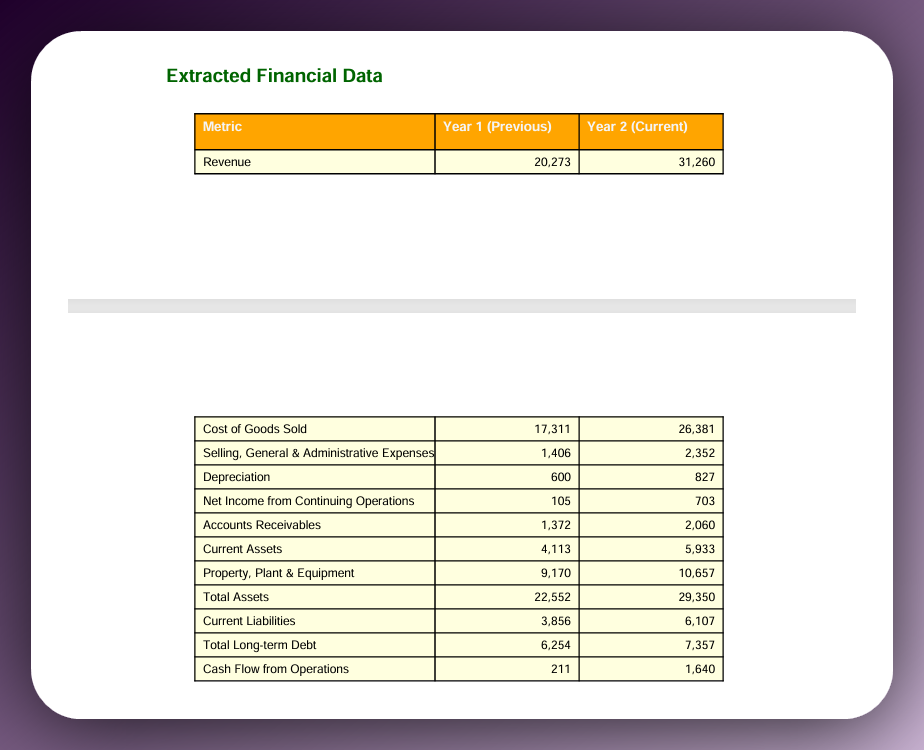 Extracted Financial Data
Metric Year 1 (Previous) Year 2 (Current)
Revenue 20,273 31,260
Cost of Goods Sold 17,311 26,381
Selling, General & Administrative Expenses 1,406 2,352
Depreciation 600 827
Net Income from Continuing Operations 105 703
Accounts Receivables 1,372 2,060
Current Assets 4,113 5,933
Property, Plant & Equipment 9,170 10,657
Total Assets 22,552 29,350
Current Liabilities 3,856 6,107
Total Long-term Debt 6,254 7,357
Cash Flow from Operations 211 1,640